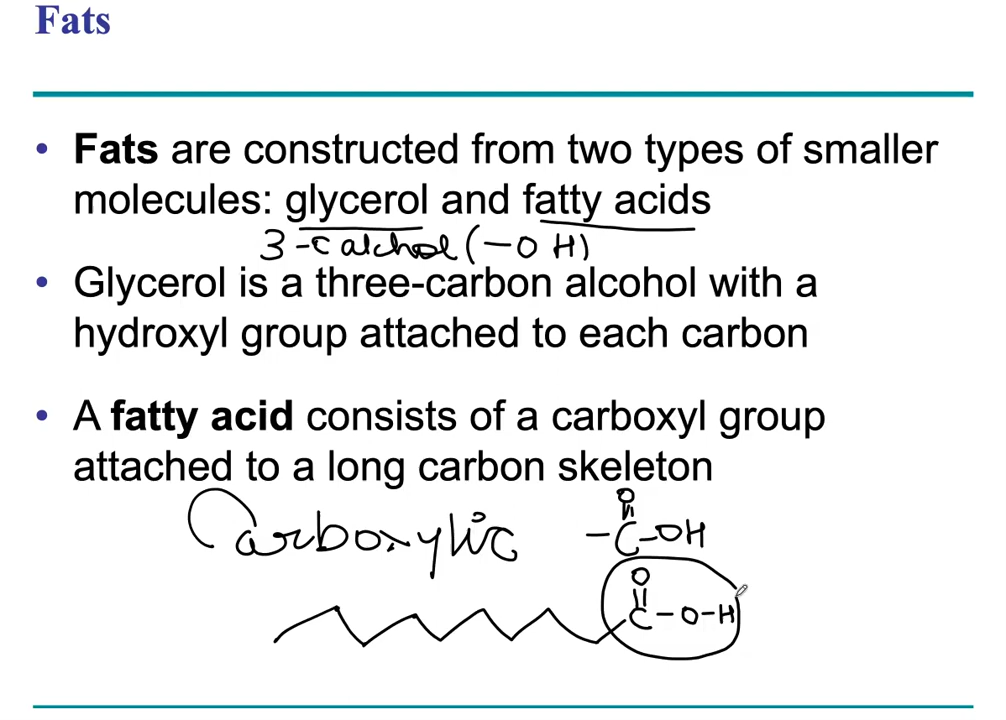 Fats
• Fats are constructed from two types of smaller
molecules: glycerol and fatty acids
3-C alchol (-OH)
• Glycerol is a three-carbon alcohol with a
hydroxyl group attached to each carbon
• A fatty acid consists of a carboxyl group
attached to a long carbon skeleton
O
Carboxylic -C-OH
O
C-O-H